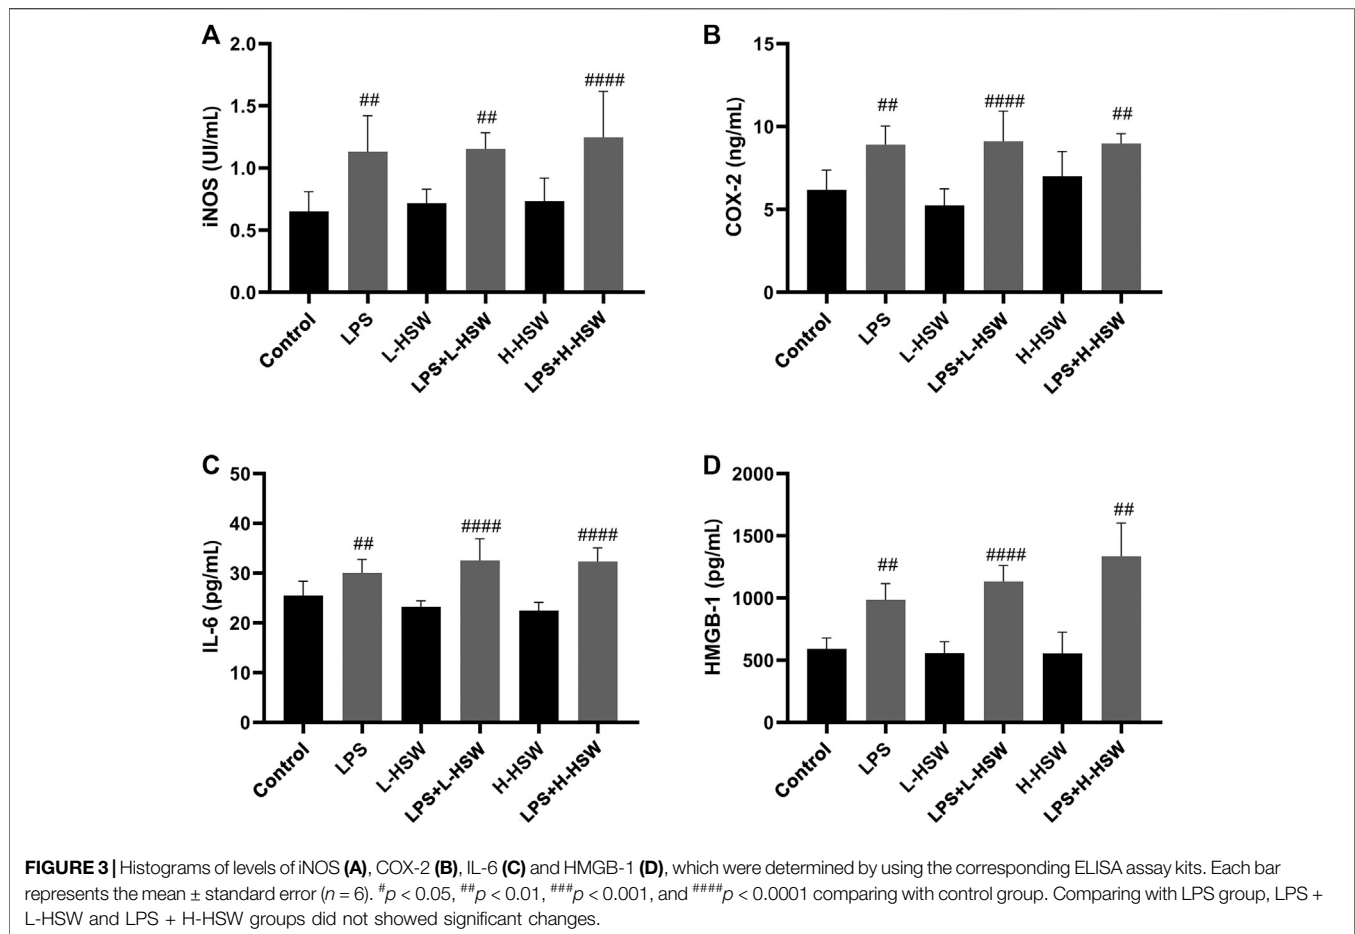 A
2.0
1.5
1.0
0.5
0.0
iNOS (UI/mL)
##
##
####
Control
LPS
L-HSW
LPS+L-HSW
H-HSW
LPS+H-HSW
B
15
10
5
0
COX-2 (ng/mL)
##
####
##
Control
LPS
L-HSW
LPS+L-HSW
H-HSW
LPS+H-HSW
C
50
40
30
20
10
0
IL-6 (pg/mL)
##
####
####
Control
LPS
L-HSW
LPS+L-HSW
H-HSW
LPS+H-HSW
D
2000
1500
1000
500
0
HMGB-1 (pg/mL)
##
####
##
Control
LPS
L-HSW
LPS+L-HSW
H-HSW
LPS+H-HSW
FIGURE 3 | Histograms of levels of iNOS (A), COX-2 (B), IL-6 (C) and HMGB-1 (D), which were determined by using the corresponding ELISA assay kits. Each bar
represents the mean ± standard error (n = 6). #p < 0.05, ##p < 0.01, ###p < 0.001, and ####p < 0.0001 comparing with control group. Comparing with LPS group, LPS +
L-HSW and LPS + H-HSW groups did not showed significant changes.